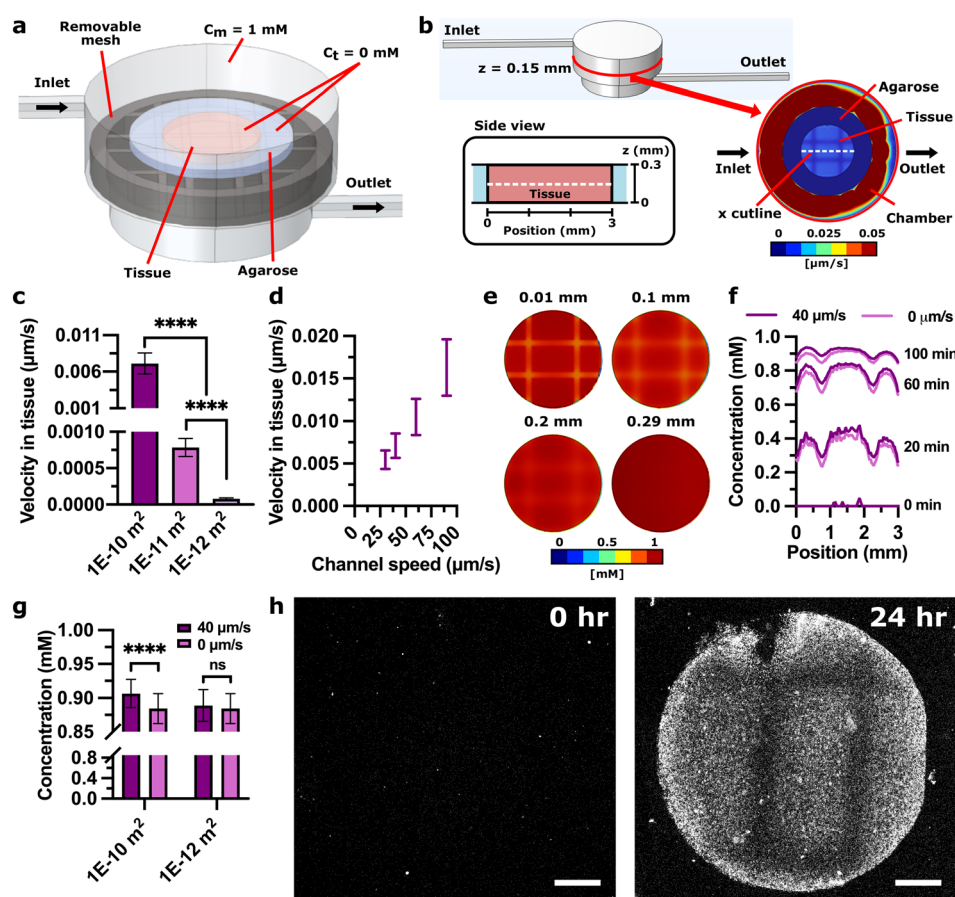 a
Removable
mesh
Cm = 1 mM
Ct = 0 mM
Inlet
Outlet
Tissue
Agarose
b
Inlet
z = 0.15 mm
Outlet
Side view
z (mm)
0.3
Tissue
0
0
3
Position (mm)
Agarose
Tissue
Inlet
Outlet
x cutline
Chamber
0 0.025 0.05
[µm/s]
c
Velocity in tissue (µm/s)
0.011
0.006
0.001
0.0010
0.0005
0.0000
****
****
1E-10 m²
1E-11 m²
1E-12 m²
d
Velocity in tissue (µm/s)
0.020
0.015
0.010
0.005
0.000
0
25
50
75
100
Channel speed (µm/s)
e
0.01 mm
0.1 mm
0.2 mm
0.29 mm
0 0.5 1
[mM]
f
40 µm/s
0 µm/s
Concentration (mM)
1.0
0.8
0.6
0.4
0.2
0.0
100 min
60 min
20 min
0 min
0 1 2 3
Position (mm)
g
Concentration (mM)
1.00
0.95
0.90
0.85
0.8
0.6
0.4
0.2
0.0
40 µm/s
0 µm/s
****
ns
1E-10 m²
1E-12 m²
h
0 hr
24 hr